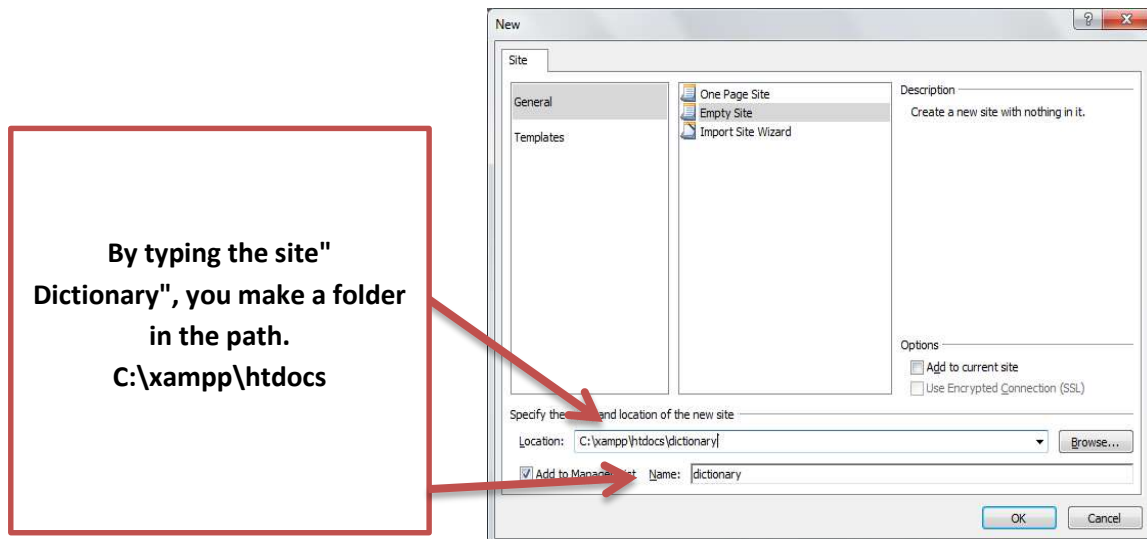 New
Site
General
Templates
One Page Site
Empty Site
Import Site Wizard
Description
Create a new site with nothing in it.
By typing the site"
Dictionary", you make a folder
in the path.
C:\xampp\htdocs
Options
Add to current site
Use Encrypted Connection (SSL)
Specify the and location of the new site
Location: C:\xampp\htdocs\dictionary
Browse...
Add to Manage Name: dictionary
OK
Cancel